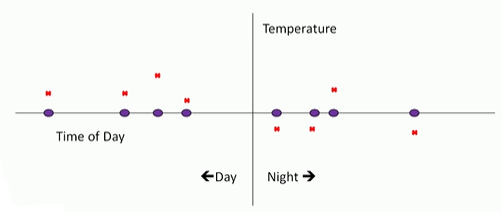 Temperature
Time of Day
🡸Day
Night 🡺